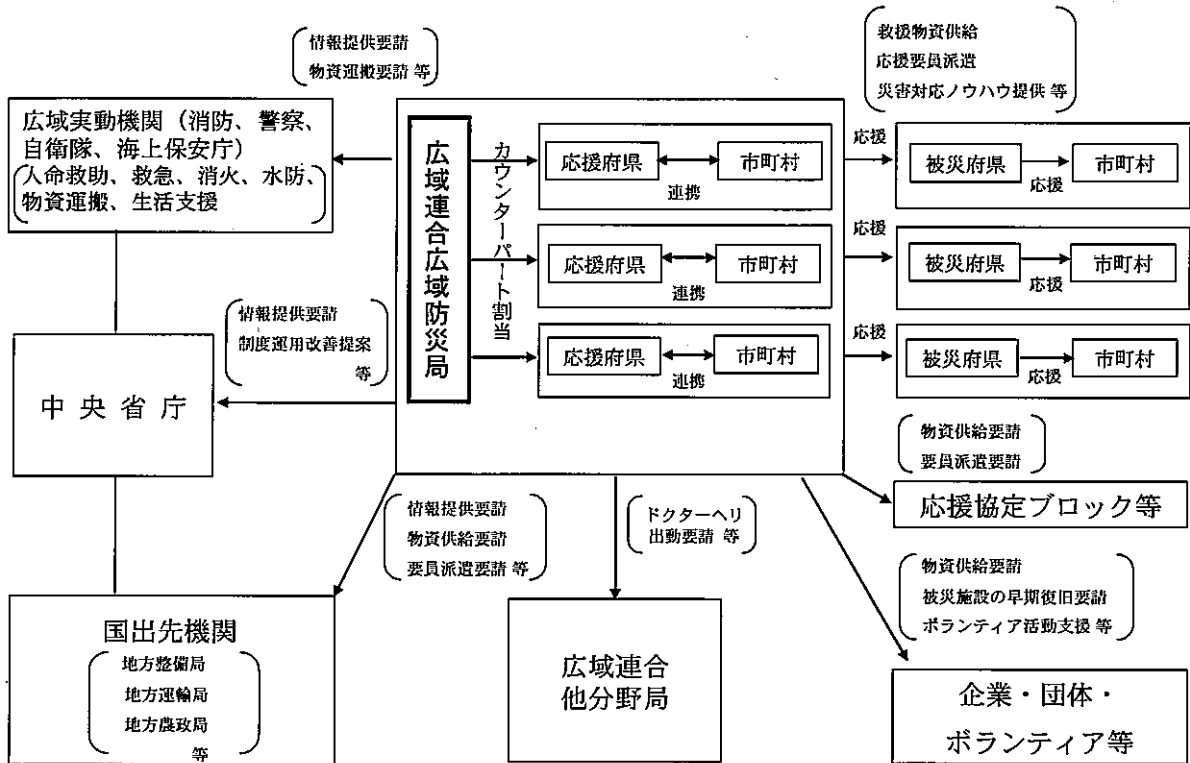 情報提供要請
物資運搬要請 等
救援物資供給
応援要員派遣
災害対応ノウハウ提供 等
広域実動機関（消防、警察、
自衛隊、海上保安庁）
人命救助、救急、消火、水防、
物資運搬、生活支援
広域連合広域防災局
カウンターパート割当
応援府県
市町村
連携
応援
被災府県
市町村
応援
応援府県
市町村
連携
応援
被災府県
市町村
応援
応援府県
市町村
連携
応援
被災府県
市町村
応援
情報提供要請
制度運用改善提案
等
中央省庁
物資供給要請
要員派遣要請
応援協定ブロック等
情報提供要請
物資供給要請
要員派遣要請 等
ドクターヘリ
出動要請 等
物資供給要請
被災施設の早期復旧要請
ボランティア活動支援 等
国出先機関
地方整備局
地方運輸局
地方農政局
等
広域連合
他分野局
企業・団体・
ボランティア等